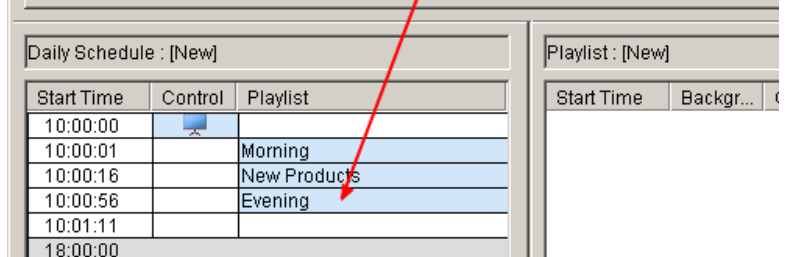 Daily Schedule : [New]
Start Time Control Playlist
10:00:00
10:00:01 Morning
10:00:16 New Products
10:00:56 Evening
10:01:11
18:00:00
Playlist : [New]
Start Time Backgr...